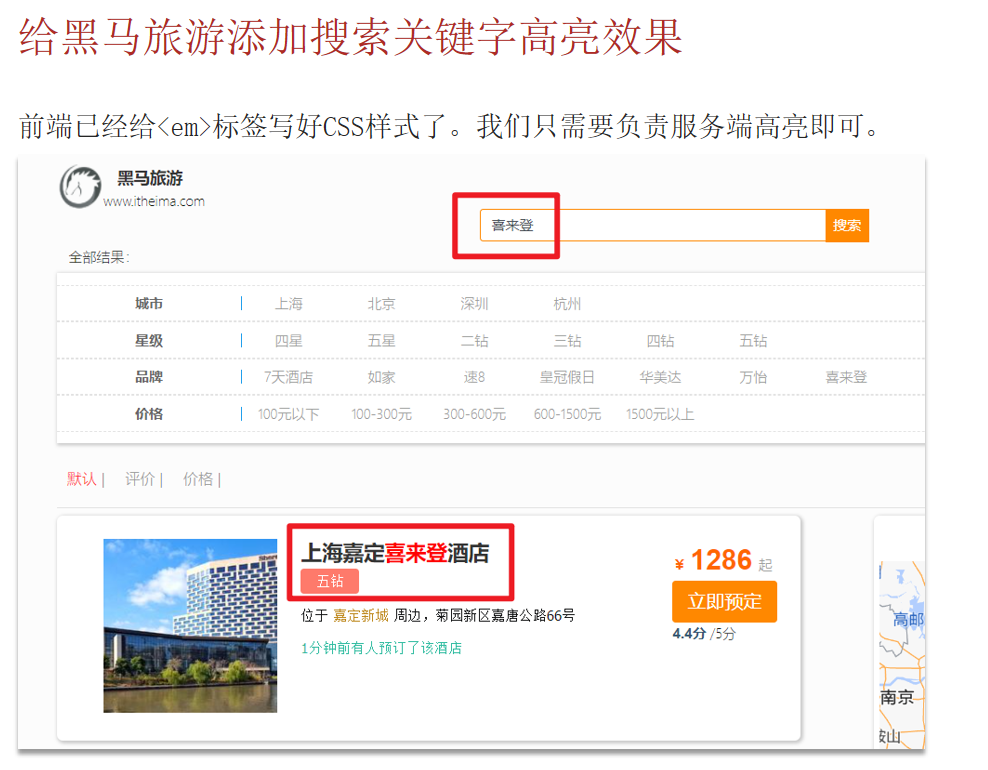 给黑马旅游添加搜索关键字高亮效果
前端已经给<em>标签写好CSS样式了。我们只需要负责服务端高亮即可。
黑马旅游
www.itheima.com
喜来登 搜索
全部结果:
城市 | 上海 北京 深圳 杭州
星级 | 四星 五星 二钻 三钻 四钻 五钻
品牌 | 7天酒店 如家 速8 皇冠假日 华美达 万怡 喜来登
价格 | 100元以下 100-300元 300-600元 600-1500元 1500元以上
默认 | 评价 | 价格 |
上海嘉定喜来登酒店
五钻
位于 嘉定新城 周边，菊园新区嘉唐公路66号
1分钟前有人预订了该酒店
¥ 1286 起
立即预定
4.4分 /5分
高邮
南京
鞍山